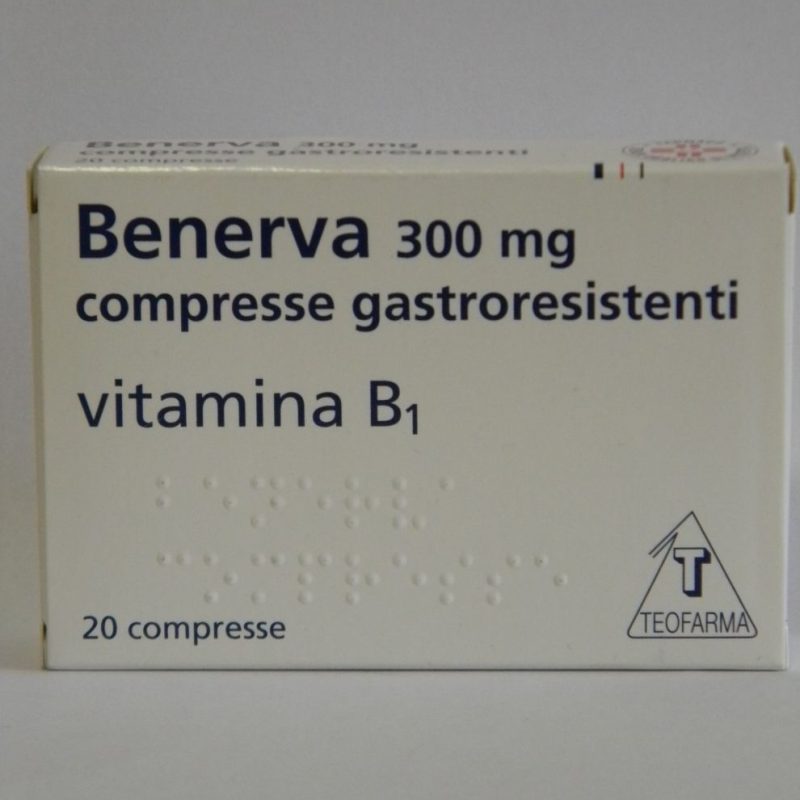 Benerva 300 mg
compresse gastroresistenti
20 compresse
Benerva 300 mg
compresse gastroresistenti
vitamina B₁
20 compresse
T
TEOFARMA